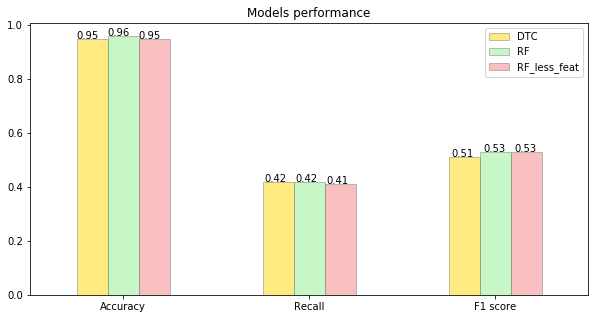 Models performance
1.0
0.8
0.6
0.4
0.2
0.0
0.95
0.96
0.95
0.42
0.42
0.41
0.51
0.53
0.53
DTC
RF
RF_less_feat
Accuracy
Recall
F1 score